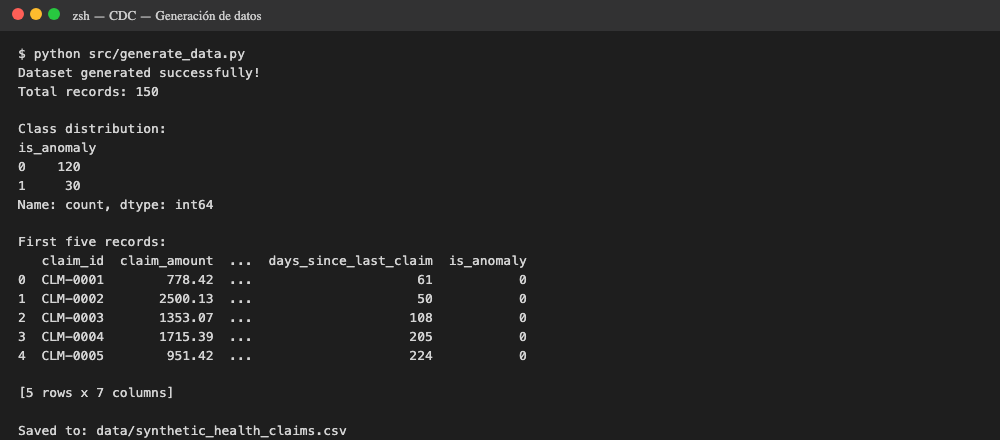 zsh — CDC — Generación de datos
$ python src/generate_data.py
Dataset generated successfully!
Total records: 150
Class distribution:
is_anomaly
0    120
1     30
Name: count, dtype: int64
First five records:
   claim_id  claim_amount  ...  days_since_last_claim  is_anomaly
0  CLM-0001        778.42  ...                     61           0
1  CLM-0002       2500.13  ...                     50           0
2  CLM-0003       1353.07  ...                    108           0
3  CLM-0004       1715.39  ...                    205           0
4  CLM-0005        951.42  ...                    224           0
[5 rows x 7 columns]
Saved to: data/synthetic_health_claims.csv